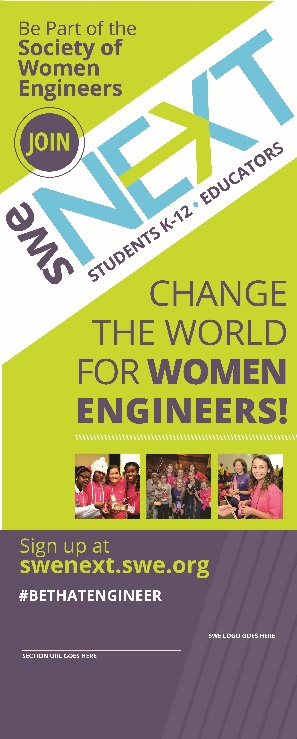 Be Part of the
Society of
Women
Engineers
JOIN
swe
NEXT
STUDENTS K-12 • EDUCATORS
CHANGE
THE WORLD
FOR WOMEN
ENGINEERS!
Sign up at
swenext.swe.org
#BETHATENGINEER
SWE LOGO GOES HERE
SECTION URL GOES HERE